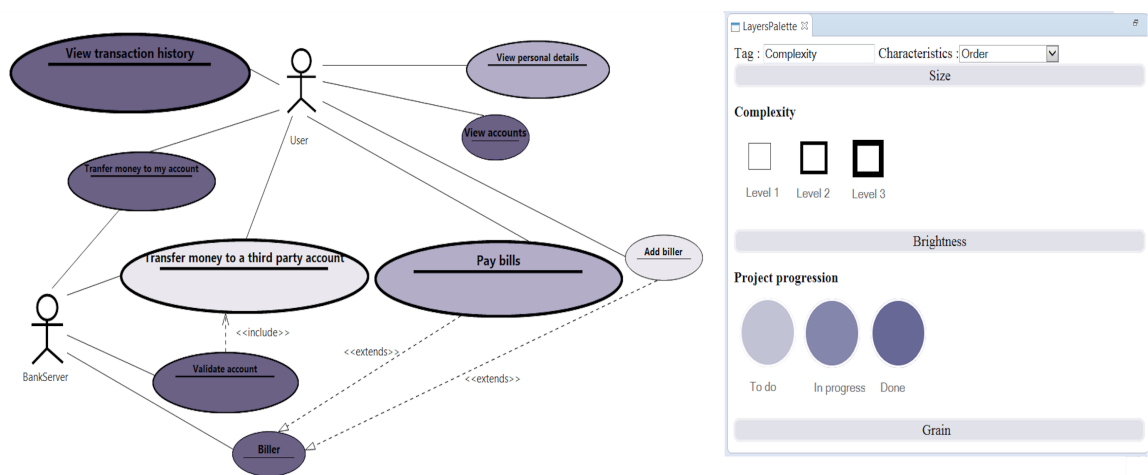 View transaction history
View personal details
User
View accounts
Tranfer money to my account
Transfer money to a third party account
Pay bills
Add biller
BankServer
<<include>>
<<extends>>
<<extends>>
Validate account
Biller
LayersPalette
Tag : Complexity Characteristics : Order
Size
Complexity
Level 1 Level 2 Level 3
Brightness
Project progression
To do In progress Done
Grain